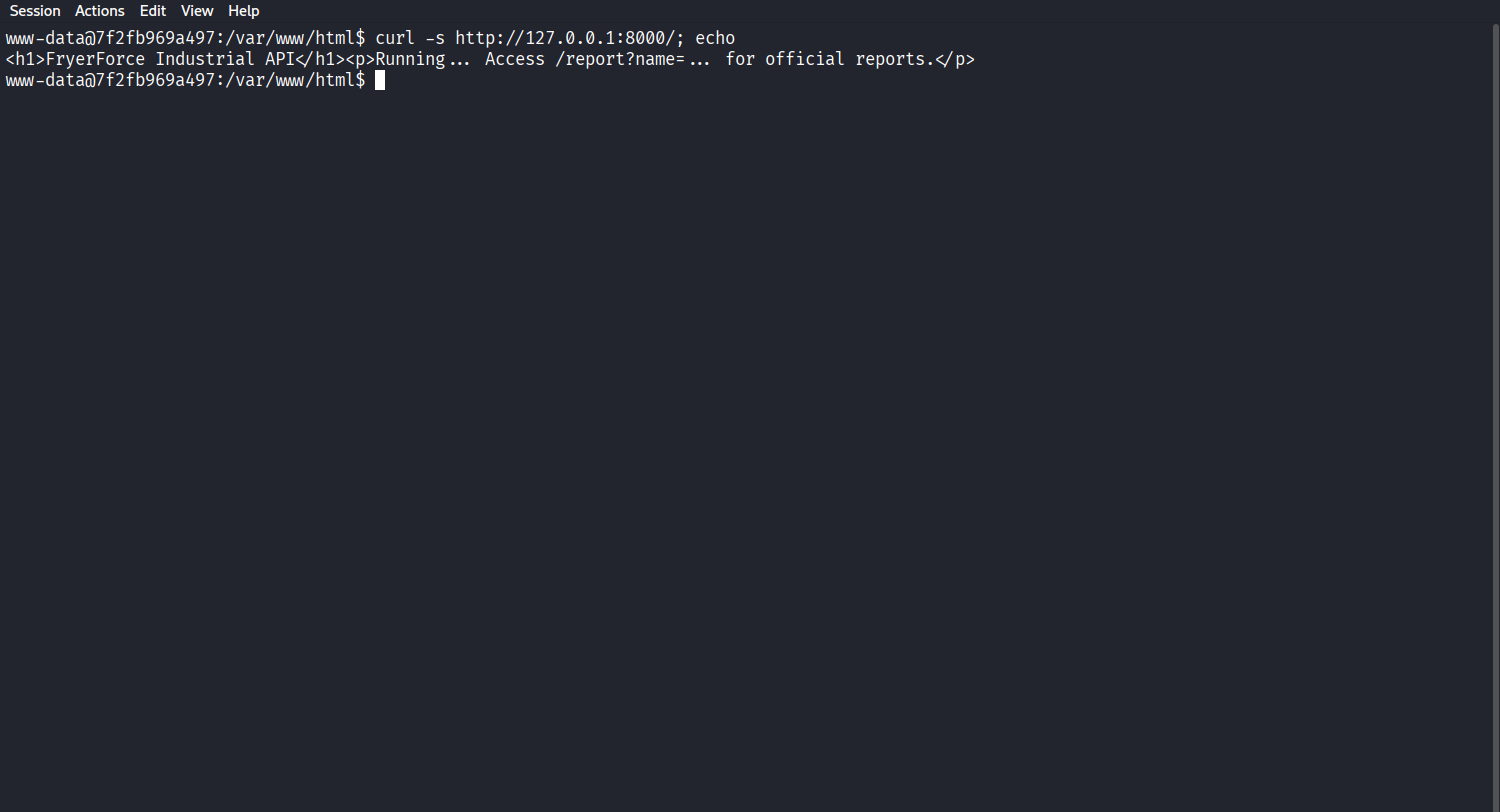 Session Actions Edit View Help
www-data@7f2fb969a497:/var/www/html$ curl -s http://127.0.0.1:8000/; echo
<h1>FryerForce Industrial API</h1><p>Running... Access /report?name=... for official reports.</p>
www-data@7f2fb969a497:/var/www/html$